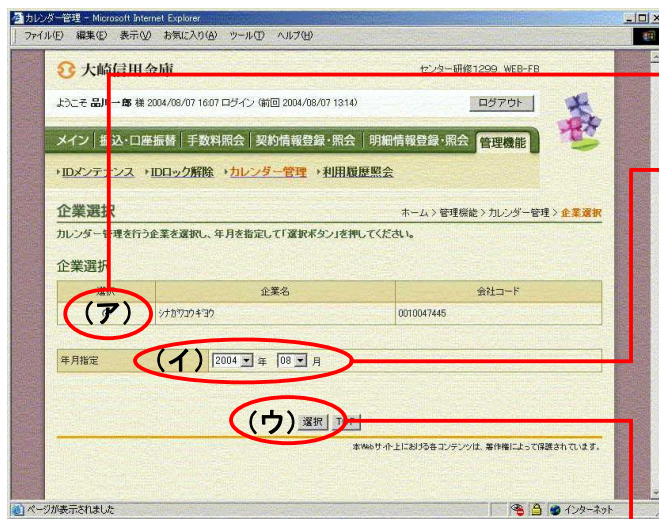 カレンダー管理 - Microsoft Internet Explorer
ファイル(F) 編集(E) 表示(V) お気に入り(A) ツール(T) ヘルプ(H)
大崎信用金庫
センター研修1299 WEB-FB
ようこそ 品川一郎 様 2004/08/07 16:07 ログイン (前回 2004/08/07 13:14)
ログアウト
メイン 振込・口座振替 手数料照会 契約情報登録・照会 明細情報登録・照会 管理機能
IDメンテナンス IDロック解除 カレンダー管理 利用履歴照会
企業選択
ホーム > 管理機能 > カレンダー管理 > 企業選択
カレンダー管理を行う企業を選択し、年月を指定して「選択ボタン」を押してください。
企業選択
選択 企業名 会社コード
(ア) シナガワコウギヨウ 0010047445
年月指定 (イ) 2004 年 08 月
(ウ) 選択 TOP
本Webサイト上における各コンテンツは、著作権によって保護されています。
ページが表示されました インターネット